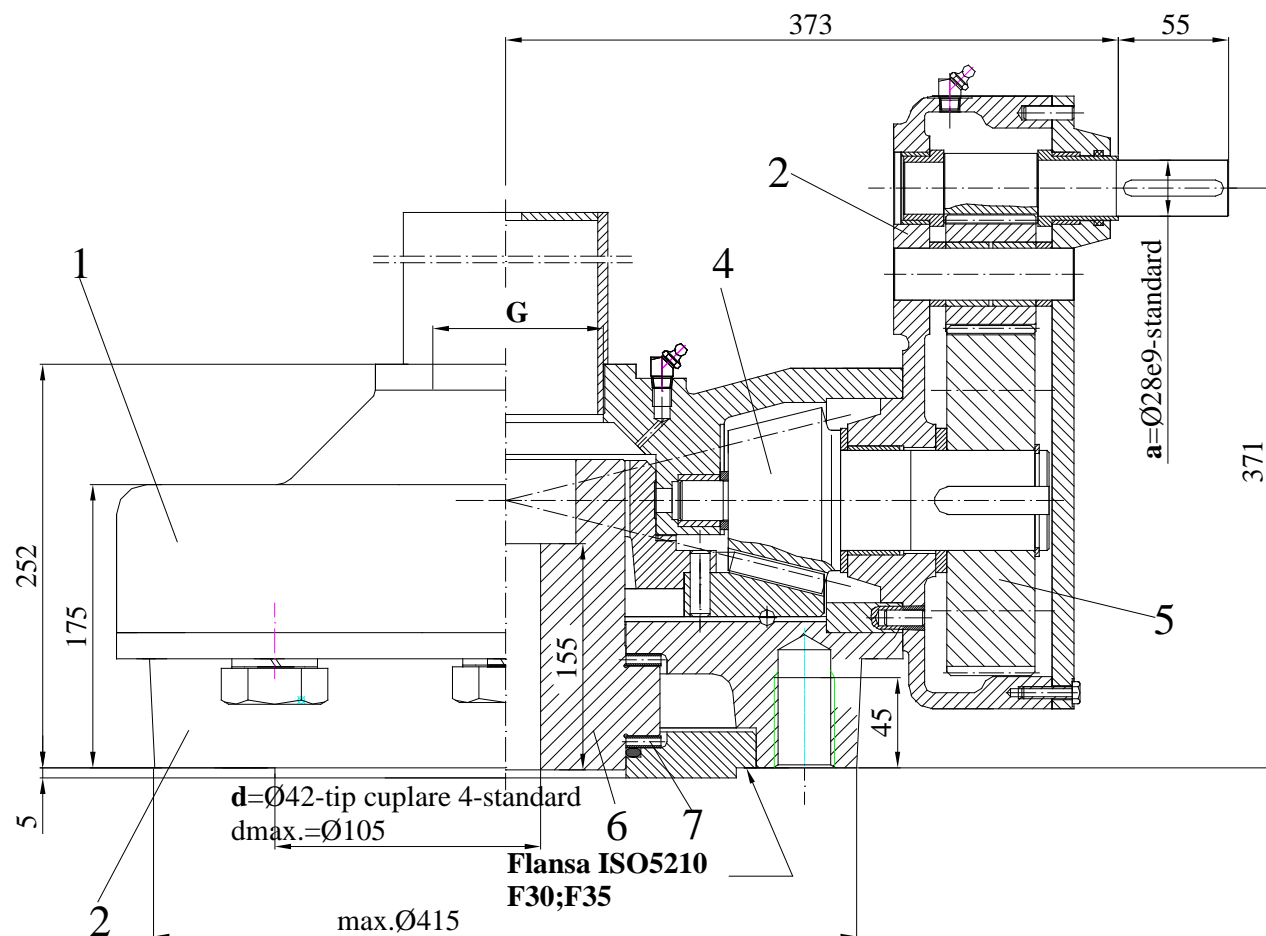 373
55
2
4
1
G
a=Ø28e9-standard
371
252
175
155
45
5
5
d=Ø42-tip cuplare 4-standard
dmax.=Ø105
6
7
Flansa ISO5210
F30;F35
2
max.Ø415